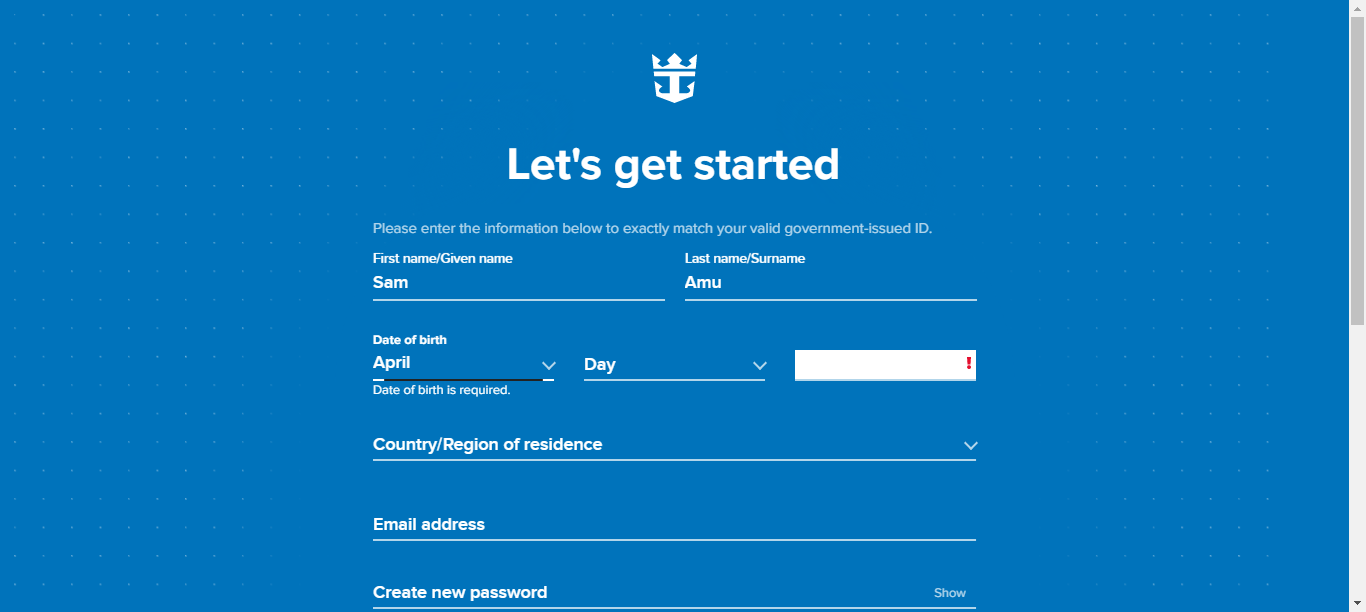 Let's get started
Please enter the information below to exactly match your valid government-issued ID.
First name/Given name Last name/Surname
Sam Amu
Date of birth
April Day !
Date of birth is required.
Country/Region of residence
Email address
Create new password Show